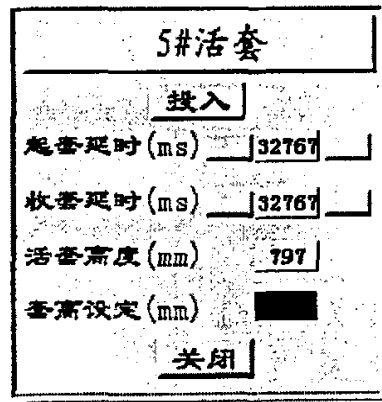 5#活套
投入
起套延时(ms) 32767
收套延时(ms) 32767
活套高度(mm) 797
套高设定(mm)
关闭